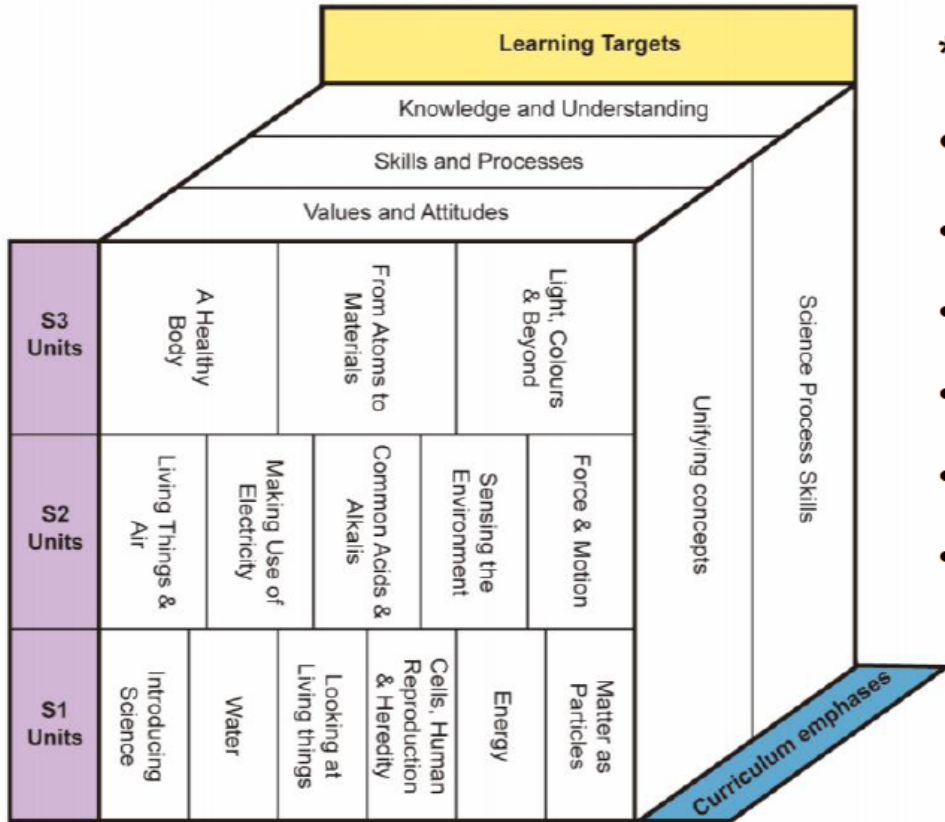 Learning Targets
*
Knowledge and Understanding
Skills and Processes
Values and Attitudes
•
•
•
•
•
•
S3
Units
A Healthy
Body
From Atoms to
Materials
Light, Colours
& Beyond
Unifying concepts
Science Process Skills
S2
Units
Living Things &
Air
Making Use of
Electricity
Common Acids &
Alkalis
Sensing the
Environment
Force & Motion
S1
Units
Introducing
Science
Water
Looking at
Living things
Cells, Human
Reproduction
& Heredity
Energy
Matter as
Particles
Curriculum emphases